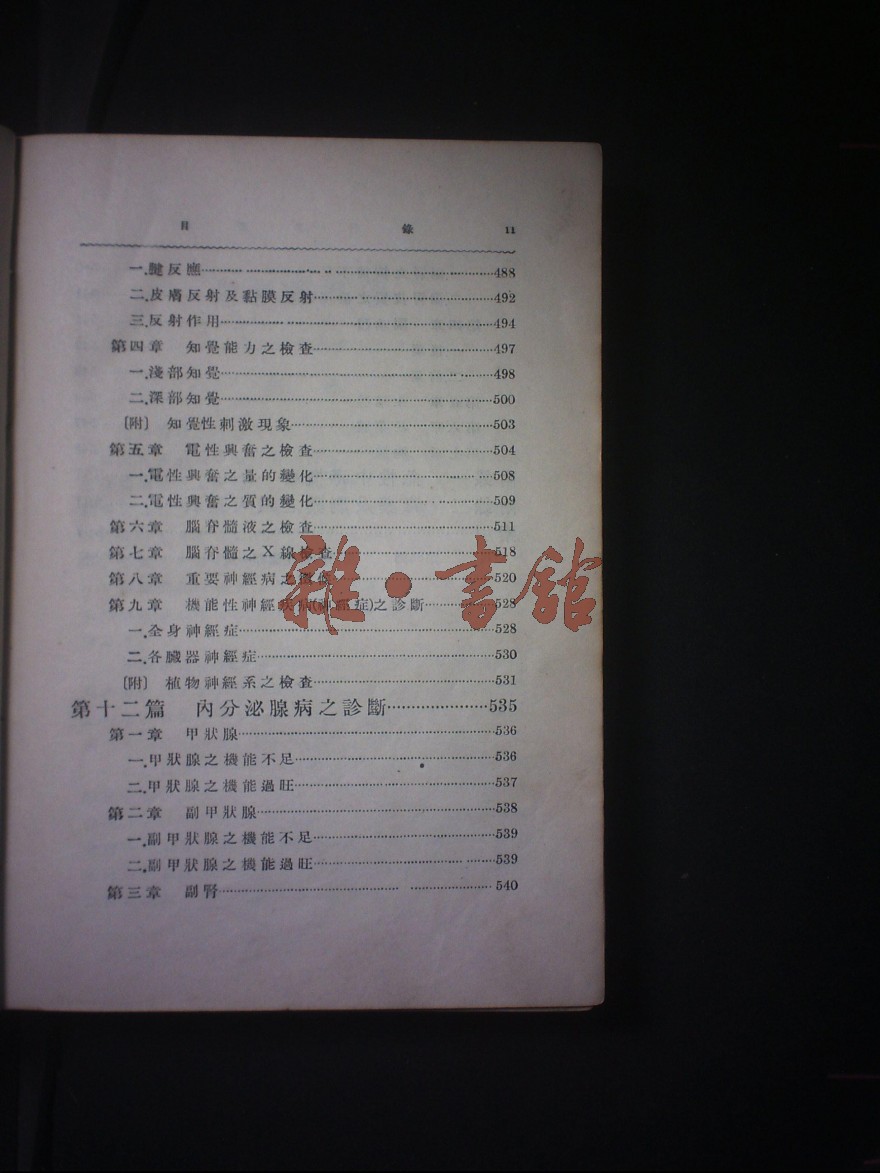 目 錄 11
一.腱反應……488
二.皮膚反射及黏膜反射……492
三.反射作用……494
第四章 知覺能力之檢查……497
一.淺部知覺……498
二.深部知覺……500
〔附〕 知覺性刺激現象……503
第五章 電性興奮之檢查……504
一.電性興奮之量的變化……508
二.電性興奮之質的變化……509
第六章 腦脊髓液之檢查……511
第七章 腦脊髓之X線檢查……518
第八章 重要神經病之……520
第九章 機能性神經疾病(神經症)之診斷……528
一.全身神經症……528
二.各臟器神經症……530
〔附〕 植物神經系之檢查……531
第十二篇 內分泌腺病之診斷……535
第一章 甲狀腺……536
一.甲狀腺之機能不足……536
二.甲狀腺之機能過旺……537
第二章 副甲狀腺……538
一.副甲狀腺之機能不足……539
二.副甲狀腺之機能過旺……539
第三章 副腎……540
雜·書館